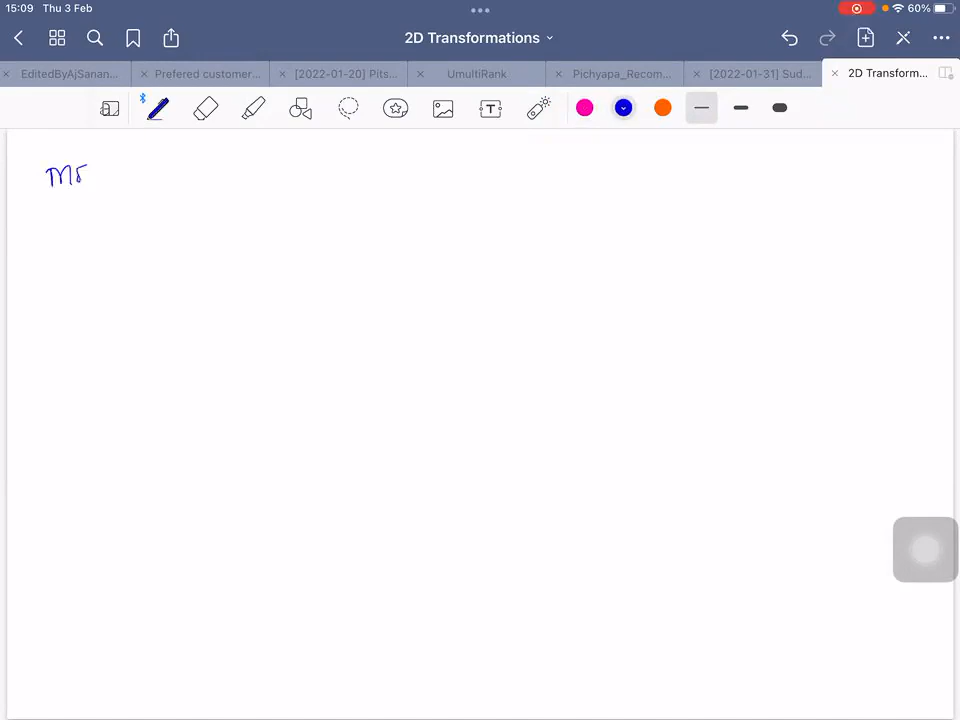 15:09 Thu 3 Feb 60%
2D Transformations
EditedByAjSanan... Prefered customer... [2022-01-20] Pits... UmultiRank Pichyapa_Recom... [2022-01-31] Sud... 2D Transform...
T